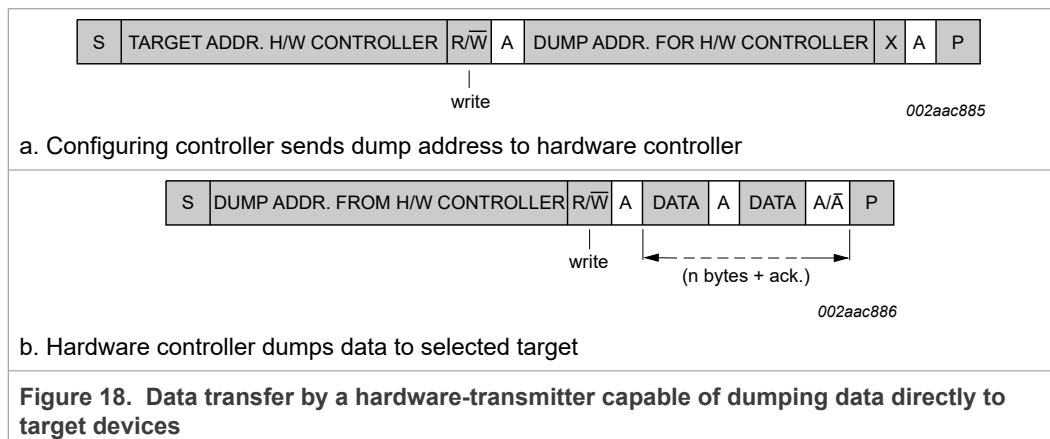 S TARGET ADDR. H/W CONTROLLER R/W̅ A DUMP ADDR. FOR H/W CONTROLLER X A P
write
002aac885
a. Configuring controller sends dump address to hardware controller
S DUMP ADDR. FROM H/W CONTROLLER R/W̅ A DATA A DATA A/A̅ P
write
(n bytes + ack.)
002aac886
b. Hardware controller dumps data to selected target
Figure 18. Data transfer by a hardware-transmitter capable of dumping data directly to
target devices